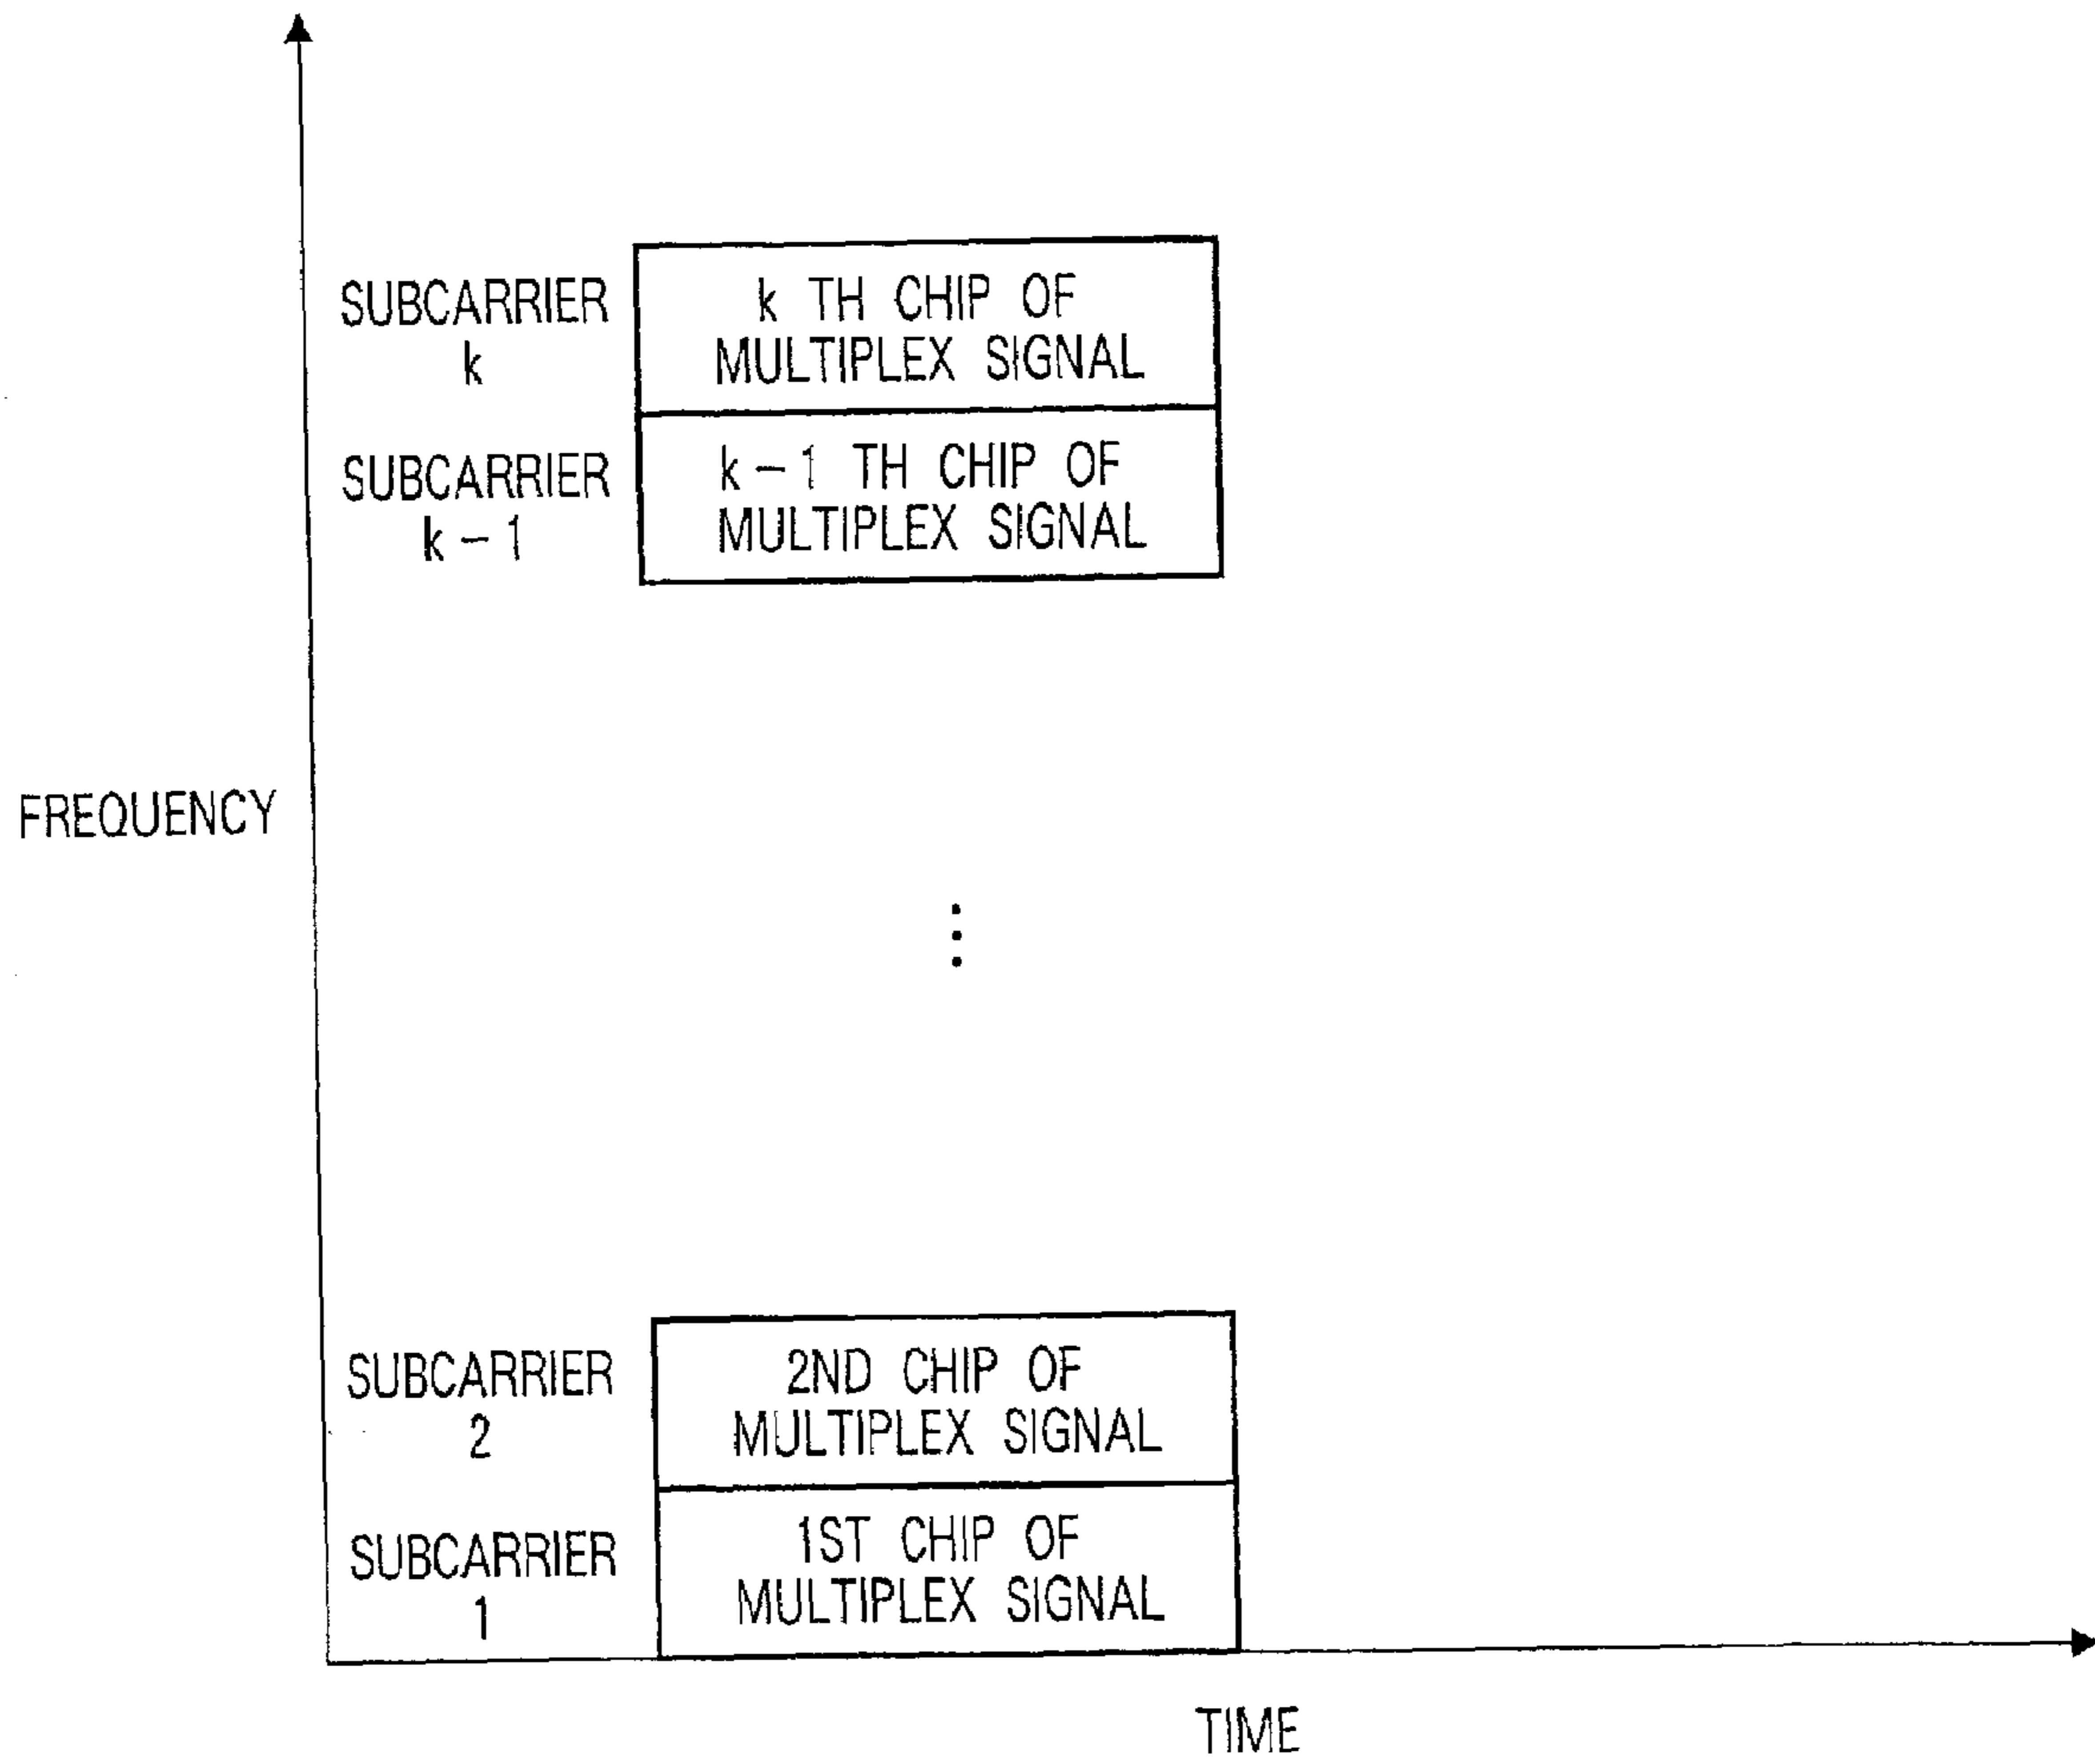 SUBCARRIER
k
k TH CHIP OF
MULTIPLEX SIGNAL
SUBCARRIER
k-1
k-1 TH CHIP OF
MULTIPLEX SIGNAL
FREQUENCY
SUBCARRIER
2
2ND CHIP OF
MULTIPLEX SIGNAL
SUBCARRIER
1
1ST CHIP OF
MULTIPLEX SIGNAL
TIME